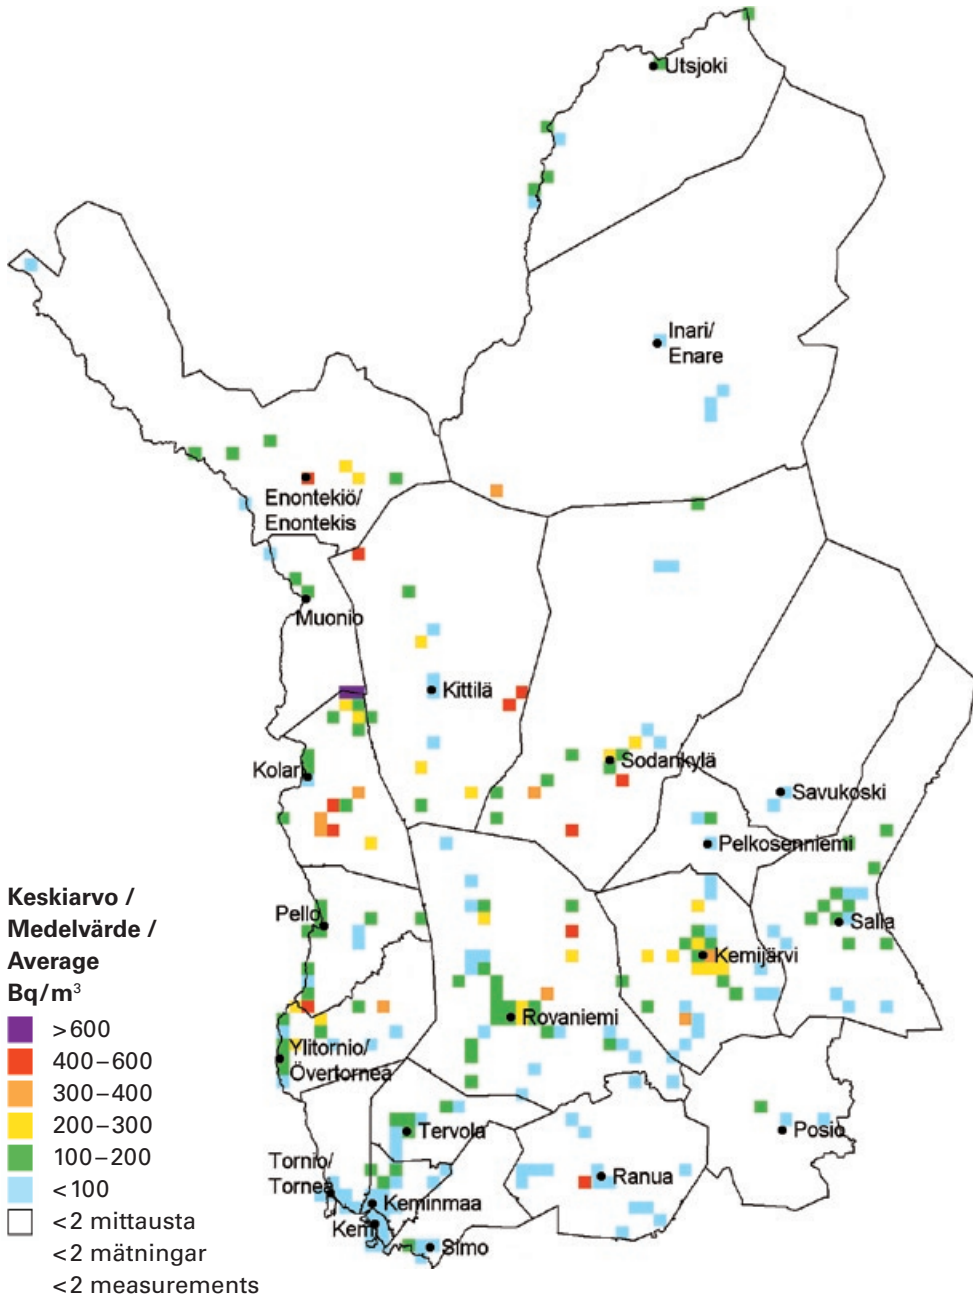 Utsjoki
Inari/
Enare
Enontekiö/
Enontekis
Muonio
Kittilä
Kolari
Sodankylä
Savukoski
Pelkosenniemi
Pello
Salla
Kemijärvi
Rovaniemi
Ylitornio/
Övertorneå
Tervola
Posio
Tornio/
Torneå
Ranua
Keminmaa
Kemi
Simo
Keskiarvo /
Medelvärde /
Average
Bq/m³
>600
400–600
300–400
200–300
100–200
<100
<2 mittausta
<2 mätningar
<2 measurements